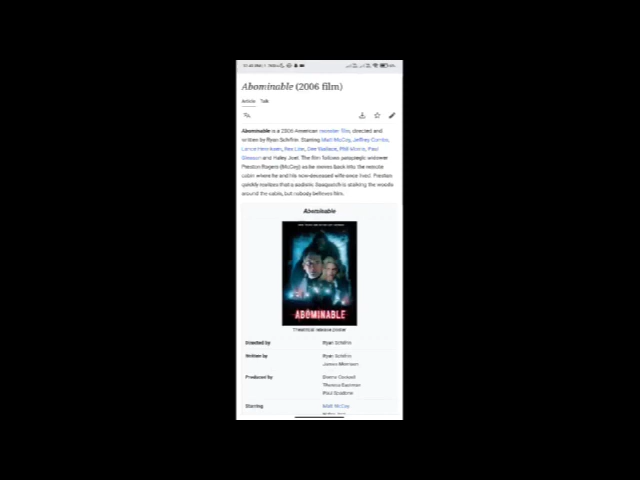 Abominable (2006 film)
Article Talk
Abominable is a 2006 American monster film, directed and
written by Ryan Schifrin. Starring Matt McCoy, Jeffrey Combs,
Lance Henriksen, Rex Linn, Dee Wallace, Phil Morris, Paul
Gleason and Haley Joel. The film follows paraplegic widower
Preston Rogers (McCoy) as he moves back into the remote
cabin where he and his now-deceased wife once lived. Preston
quickly realizes that a sadistic Sasquatch is stalking the woods
around the cabin, but nobody believes him.
Abominable
ABOMINABLE
Theatrical release poster
Directed by Ryan Schifrin
Written by Ryan Schifrin
James Morrison
Produced by
Theresa Eastman
Paul
Starring Matt McCoy